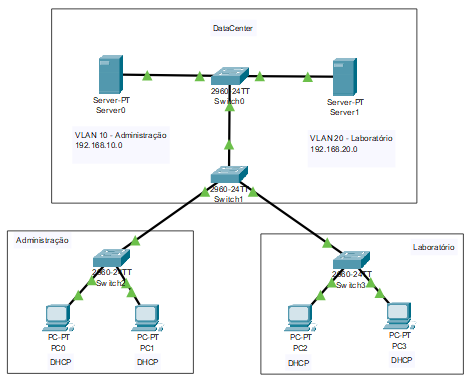 DataCenter
Server-PT
Server0
2960-24TT
Switch0
Server-PT
Server1
VLAN 10 - Administração
192.168.10.0
VLAN 20 - Laboratório
192.168.20.0
2960-24TT
Switch1
Administração
2960-24TT
Switch2
PC-PT
PC0
DHCP
PC-PT
PC1
DHCP
Laboratório
2960-24TT
Switch3
PC-PT
PC2
DHCP
PC-PT
PC3
DHCP